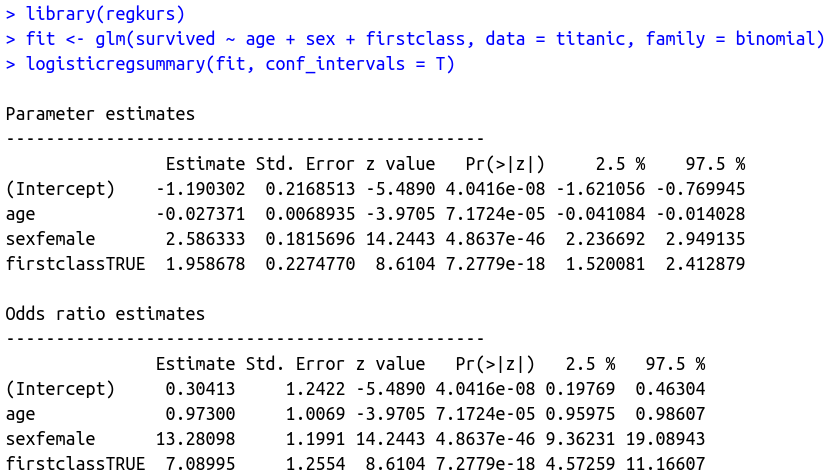 > library(regkurs)
> fit <- glm(survived ~ age + sex + firstclass, data = titanic, family = binomial)
> logisticregsummary(fit, conf_intervals = T)
Parameter estimates
------------------------------------------------
                Estimate Std. Error z value   Pr(>|z|)     2.5 %    97.5 %
(Intercept)    -1.190302  0.2168513 -5.4890 4.0416e-08 -1.621056 -0.769945
age            -0.027371  0.0068935 -3.9705 7.1724e-05 -0.041084 -0.014028
sexfemale       2.586333  0.1815696 14.2443 4.8637e-46  2.236692  2.949135
firstclassTRUE  1.958678  0.2274770  8.6104 7.2779e-18  1.520081  2.412879
Odds ratio estimates
------------------------------------------------
               Estimate Std. Error z value   Pr(>|z|)   2.5 %   97.5 %
(Intercept)     0.30413     1.2422 -5.4890 4.0416e-08 0.19769  0.46304
age             0.97300     1.0069 -3.9705 7.1724e-05 0.95975  0.98607
sexfemale      13.28098     1.1991 14.2443 4.8637e-46 9.36231 19.08943
firstclassTRUE  7.08995     1.2554  8.6104 7.2779e-18 4.57259 11.16607